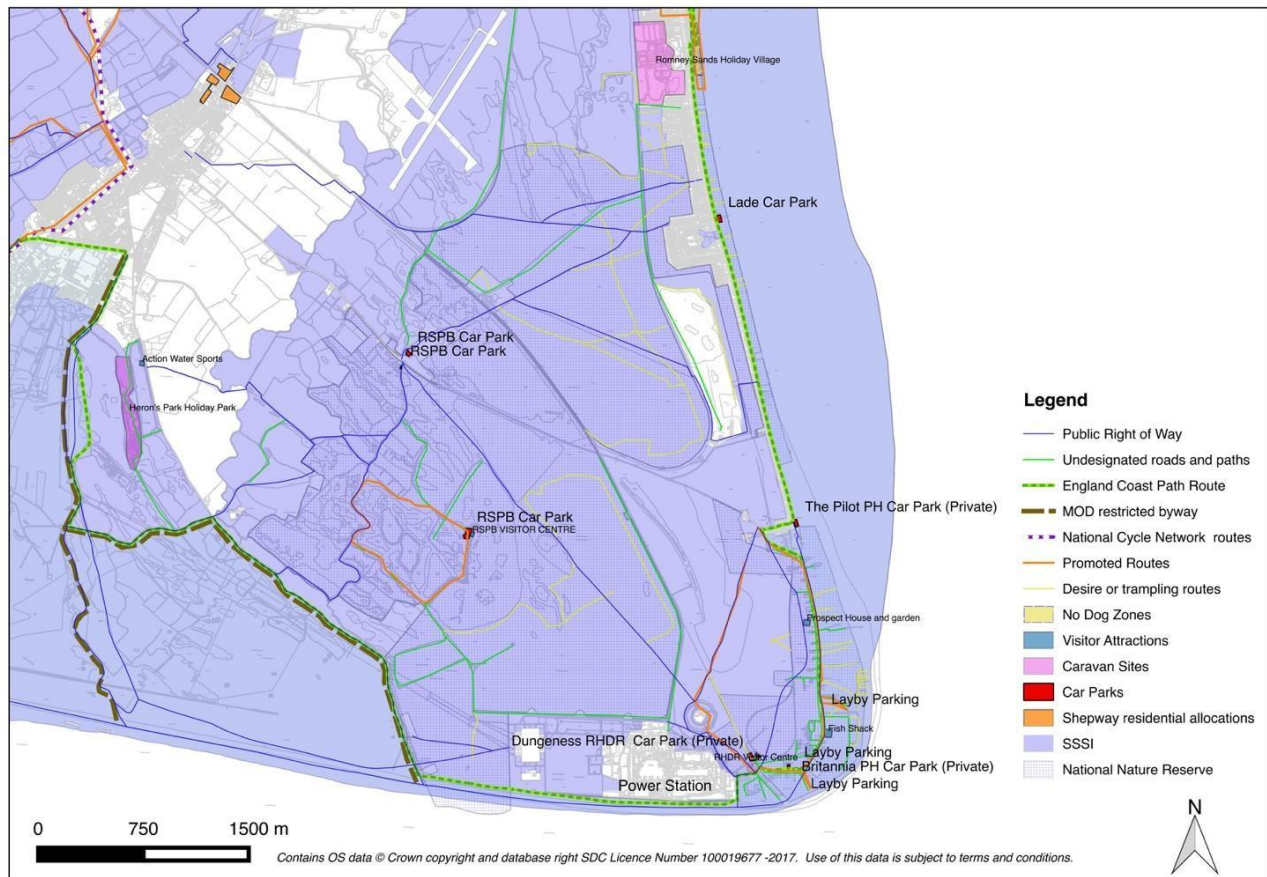 Romney Sands Holiday Village
Lade Car Park
RSPB Car Park
RSPB Car Park
Action Water Sports
Heron's Park Holiday Park
RSPB Car Park
RSPB VISITOR CENTRE
The Pilot PH Car Park (Private)
Prospect House and garden
Layby Parking
Fish Shack
Dungeness RHDR Car Park (Private)
RHDR Visitor Centre
Layby Parking
Britannia PH Car Park (Private)
Power Station
Layby Parking
Legend
Public Right of Way
Undesignated roads and paths
England Coast Path Route
MOD restricted byway
National Cycle Network routes
Promoted Routes
Desire or trampling routes
No Dog Zones
Visitor Attractions
Caravan Sites
Car Parks
Shepway residential allocations
SSSI
National Nature Reserve
N
0 750 1500 m
Contains OS data © Crown copyright and database right SDC Licence Number 100019677 -2017. Use of this data is subject to terms and conditions.